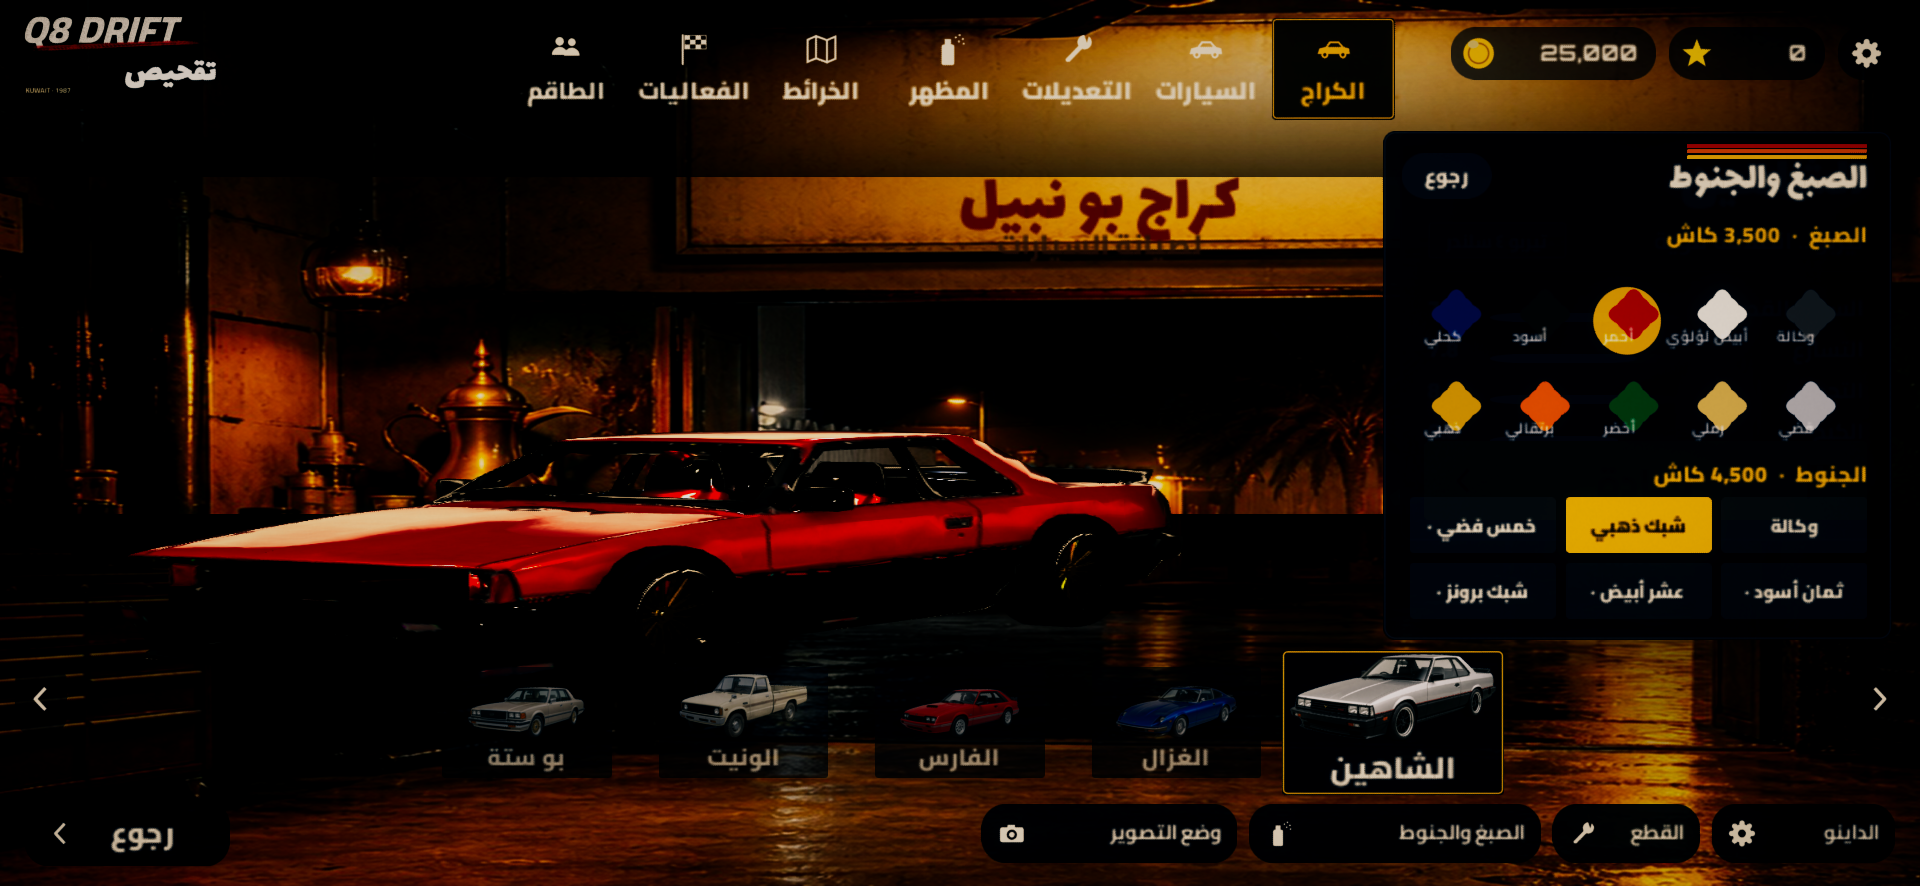 Q8 DRIFT
تقحيص
KUWAIT · 1987
الكراج
السيارات
التعديلات
المظهر
الخرائط
الفعاليات
الطاقم
25,000
0
كراج بو نبيل
الصبغ والجنوط
رجوع
الصبغ · 3,500 كاش
وكالة
أبيض لؤلؤي
أحمر
أسود
كحلي
فضي
رملي
أخضر
برتقالي
ذهبي
الجنوط · 4,500 كاش
وكالة
شبك ذهبي
خمس فضي ·
ثمان أسود ·
عشر أبيض ·
شبك برونز ·
الشاهين
الغزال
الفارس
الونيت
بو ستة
الداينو
القطع
الصبغ والجنوط
وضع التصوير
رجوع